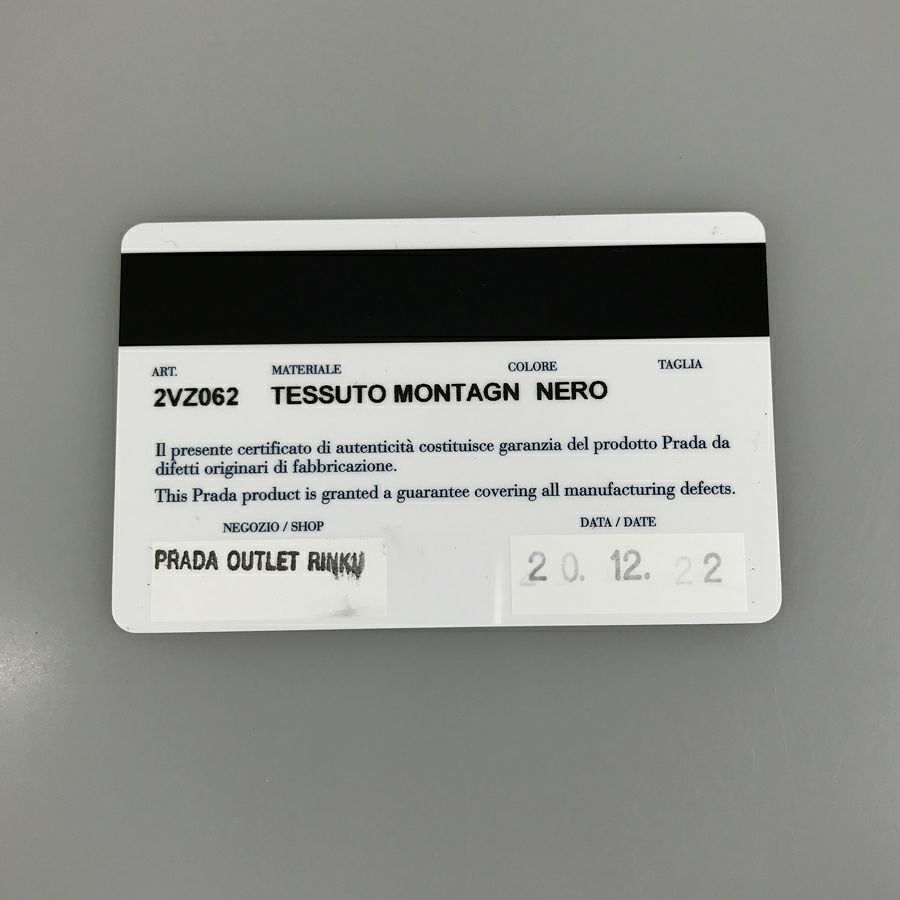 ART. MATERIALE COLORE TAGLIA
2VZ062 TESSUTO MONTAGN NERO
Il presente certificato di autenticità costituisce garanzia del prodotto Prada da
difetti originari di fabbricazione.
This Prada product is granted a guarantee covering all manufacturing defects.
NEGOZIO / SHOP DATA / DATE
PRADA OUTLET RINKU 20. 12. 22